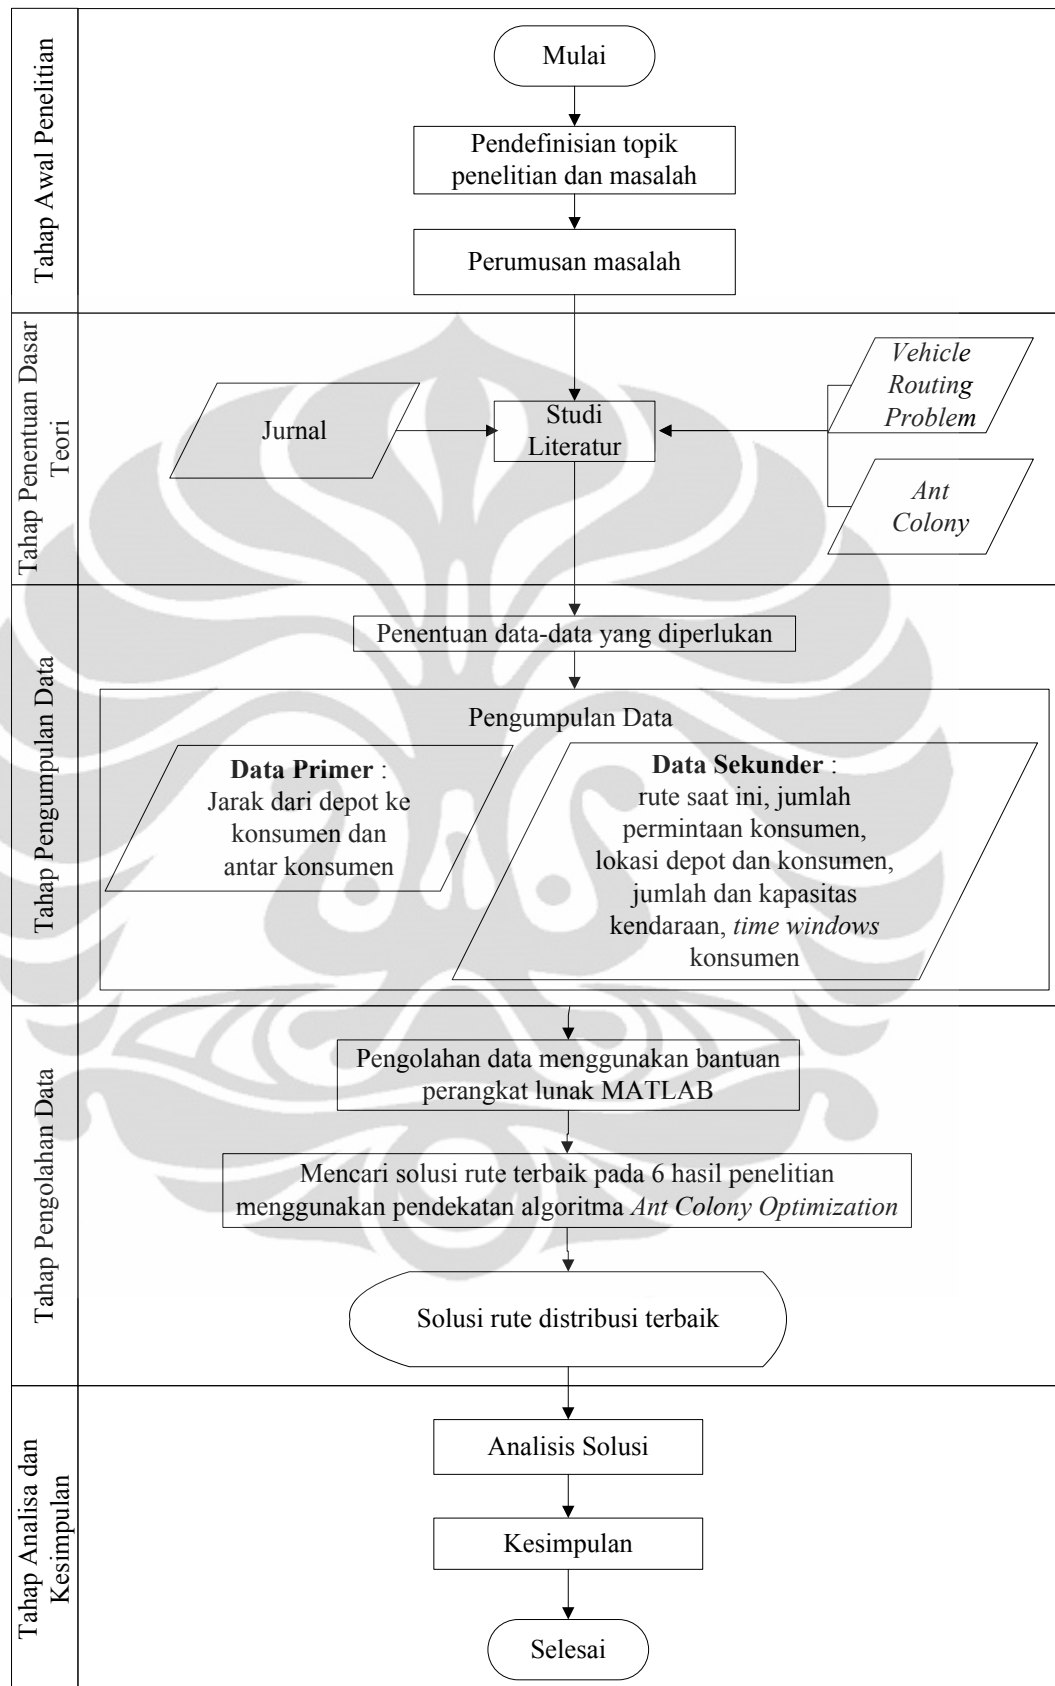 Tahap Awal Penelitian
Mulai
Pendefinisian topik
penelitian dan masalah
Perumusan masalah
Tahap Penentuan Dasar
Teori
Jurnal
Studi
Literatur
Vehicle
Routing
Problem
Ant
Colony
Tahap Pengumpulan Data
Penentuan data-data yang diperlukan
Pengumpulan Data
Data Primer :
Jarak dari depot ke
konsumen dan
antar konsumen
Data Sekunder :
rute saat ini, jumlah
permintaan konsumen,
lokasi depot dan konsumen,
jumlah dan kapasitas
kendaraan, time windows
konsumen
Tahap Pengolahan Data
Pengolahan data menggunakan bantuan
perangkat lunak MATLAB
Mencari solusi rute terbaik pada 6 hasil penelitian
menggunakan pendekatan algoritma Ant Colony Optimization
Solusi rute distribusi terbaik
Tahap Analisa dan
Kesimpulan
Analisis Solusi
Kesimpulan
Selesai